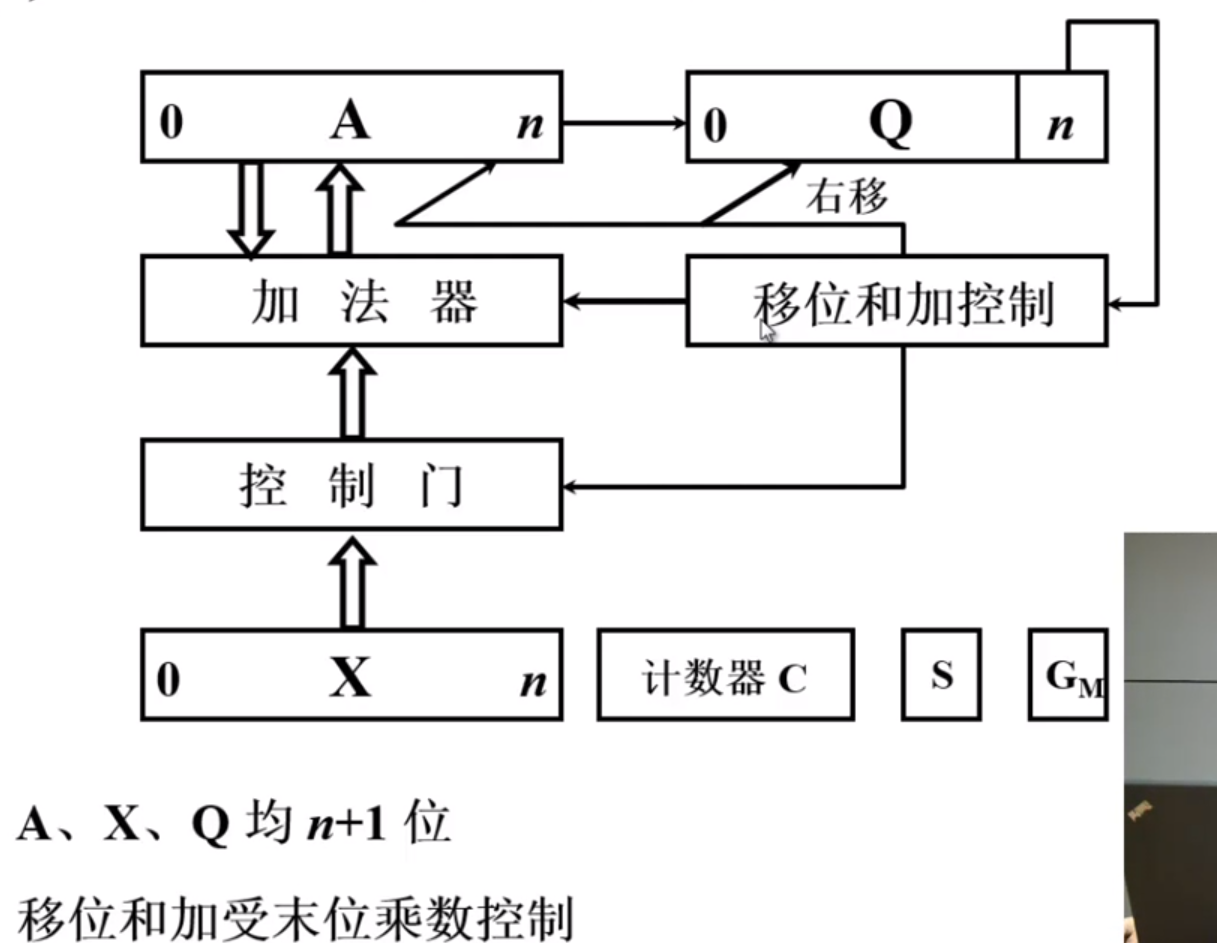 0 A n
0 Q n
右移
加 法 器
移位和加控制
控 制 门
0 X n
计数器 C
S
GM
A、X、Q 均 n+1 位
移位和加受末位乘数控制